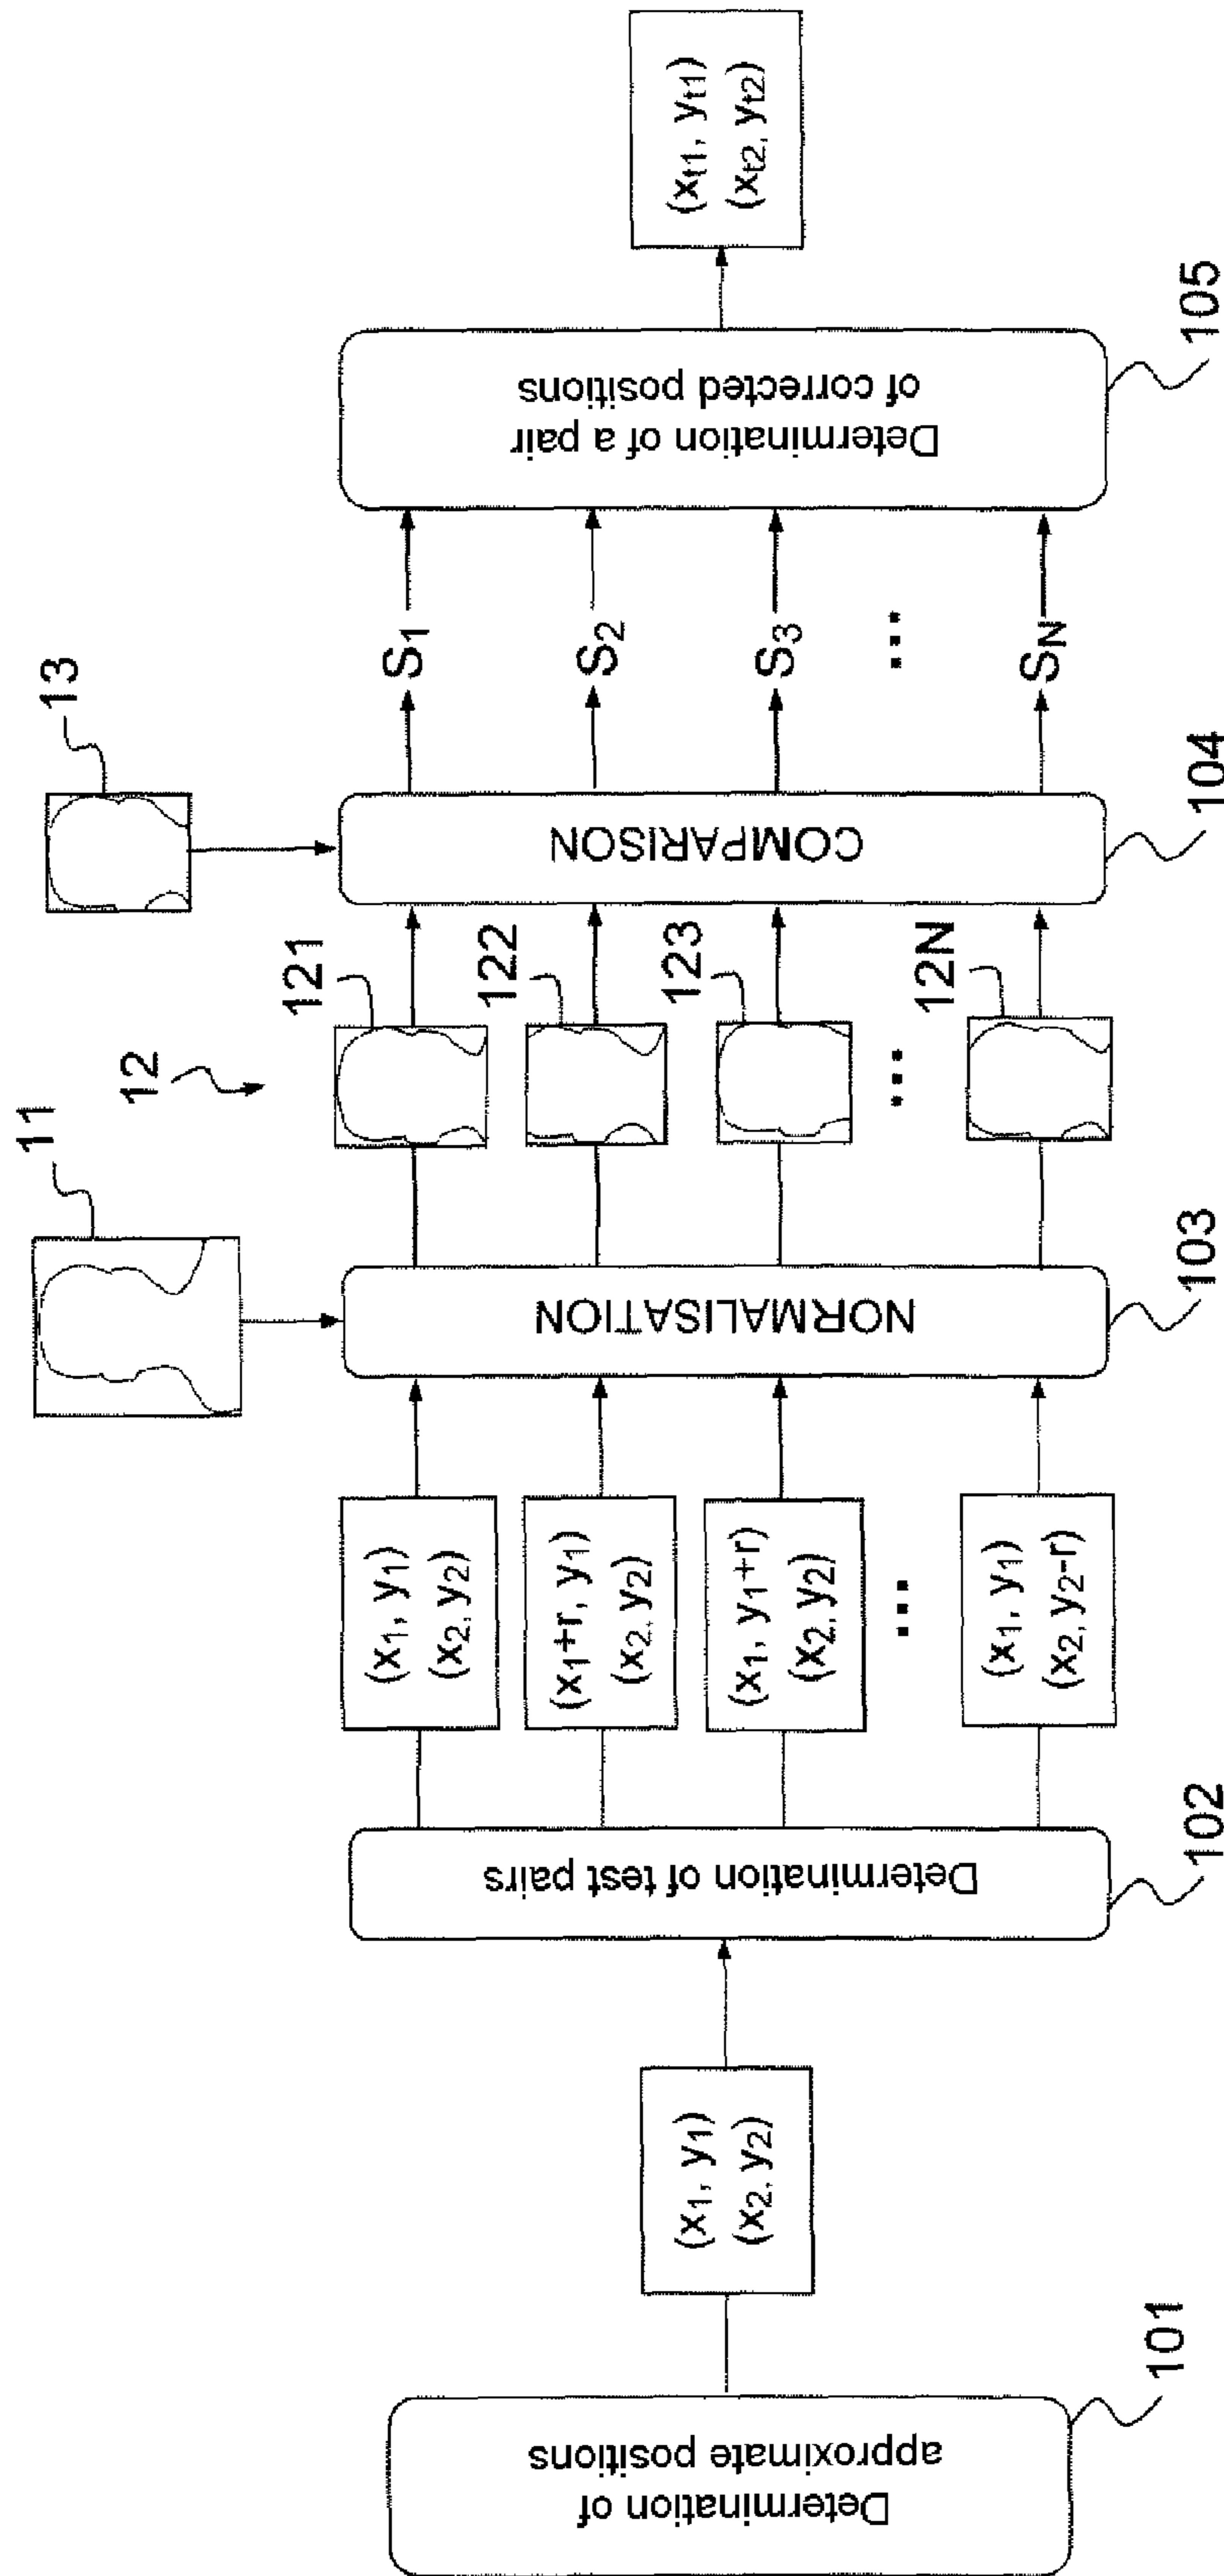 Determination of
approximate positions
101
(x1, y1)
(x2, y2)
Determination of test pairs
102
(x1, y1)
(x2, y2)
(x1+r, y1)
(x2, y2)
(x1, y1+r)
(x2, y2)
...
(x1, y1)
(x2, y2-r)
11
NORMALISATION
103
12
121
122
123
...
12N
13
COMPARISON
104
S1
S2
S3
...
SN
Determination of a pair
of corrected positions
105
(xt1, yt1)
(xt2, yt2)